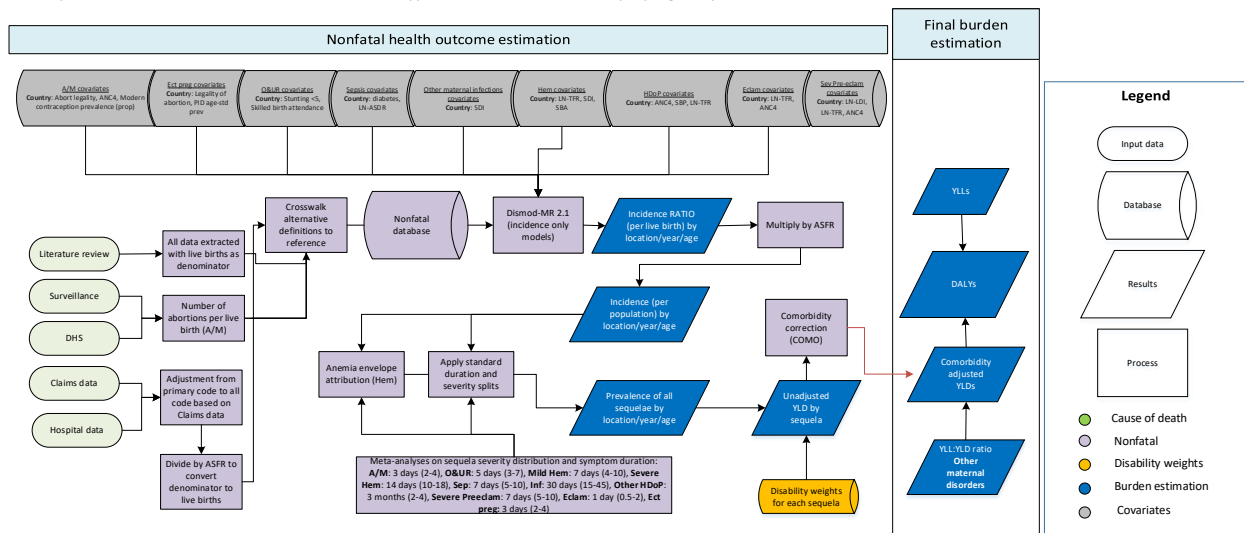 Nonfatal health outcome estimation
Final burden
estimation
A/M covariates
Country: Abort legality, ANC4, Modern
contraception prevalence (prop)
Ect preg covariates
Country: Legality of
abortion, PID age-std
prev
O&UR covariates
Country: Stunting <5,
Skilled birth attendance
Sepsis covariates
Country: diabetes,
LN-ASDR
Other maternal infections
covariates
Country: SDI
Hem covariates
Country: LN-TFR, SDI,
SBA
HDoP covariates
Country: ANC4, SBP, LN-TFR
Eclam covariates
Country: LN-TFR,
ANC4
Sev Pre-eclam
covariates
Country: LN-LDI,
LN-TFR, ANC4
Literature review
Surveillance
DHS
Claims data
Hospital data
All data extracted
with live births as
denominator
Number of
abortions per live
birth (A/M)
Adjustment from
primary code to all
code based on
Claims data
Divide by ASFR to
convert
denominator to
live births
Crosswalk
alternative
definitions to
reference
Nonfatal
database
Dismod-MR 2.1
(incidence only
models)
Incidence RATIO
(per live birth) by
location/year/age
Multiply by ASFR
Incidence (per
population) by
location/year/age
Anemia envelope
attribution (Hem)
Apply standard
duration and
severity splits
Prevalence of all
sequelae by
location/year/age
Comorbidity
correction
(COMO)
Unadjusted
YLD by
sequela
Meta-analyses on sequela severity distribution and symptom duration:
A/M: 3 days (2-4), O&UR: 5 days (3-7), Mild Hem: 7 days (4-10), Severe
Hem: 14 days (10-18), Sep: 7 days (5-10), Inf: 30 days (15-45), Other HDoP:
3 months (2-4), Severe Preeclam: 7 days (5-10), Eclam: 1 day (0.5-2), Ect
preg: 3 days (2-4)
Disability weights
for each sequela
YLLs
DALYs
Comorbidity
adjusted
YLDs
YLL:YLD ratio
Other
maternal
disorders
Legend
Input data
Database
Results
Process
Cause of death
Nonfatal
Disability weights
Burden estimation
Covariates